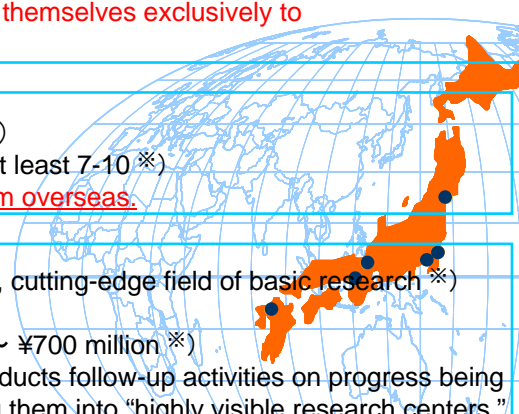 themselves exclusively to
)
t least 7-10 ※)
m overseas.
, cutting-edge field of basic research ※)
~ ¥700 million ※)
ducts follow-up activities on progress being
g them into “highly visible research centers.”